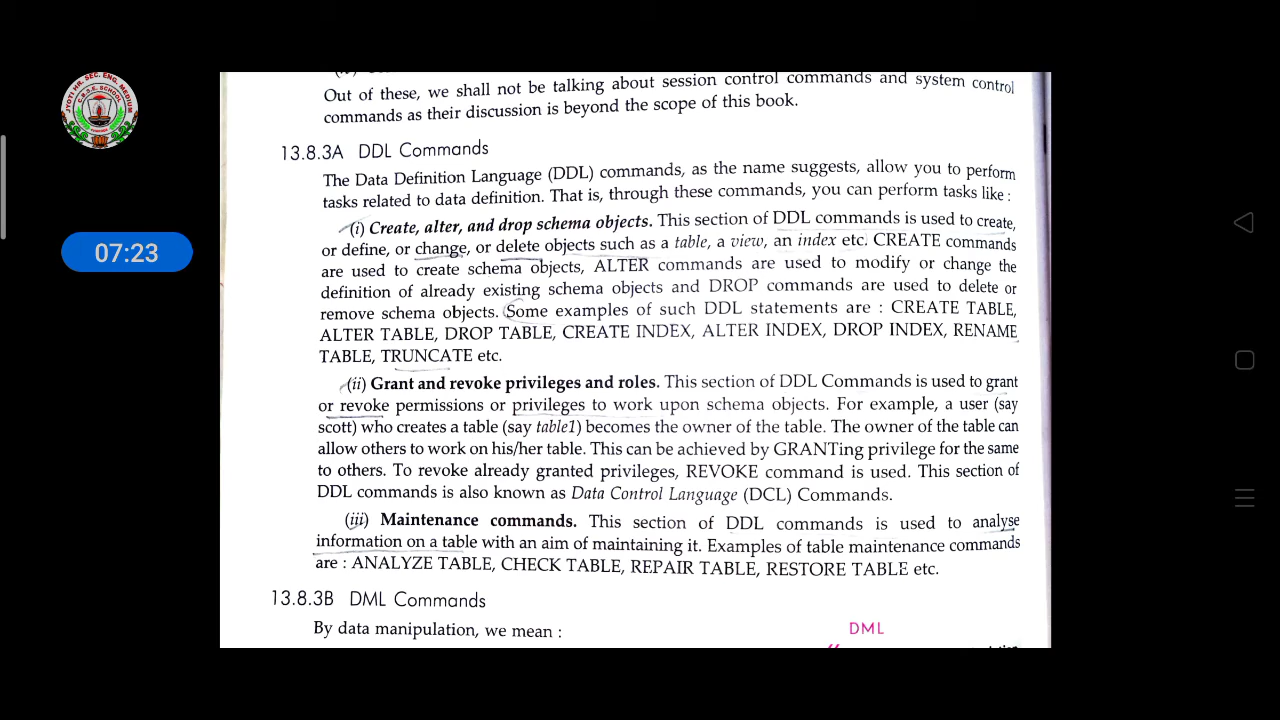 Out of these, we shall not be talking about session control commands and system control
commands as their discussion is beyond the scope of this book.
13.8.3A DDL Commands
The Data Definition Language (DDL) commands, as the name suggests, allow you to perform
tasks related to data definition. That is, through these commands, you can perform tasks like :
(i) Create, alter, and drop schema objects. This section of DDL commands is used to create,
or define, or change, or delete objects such as a table, a view, an index etc. CREATE commands
are used to create schema objects, ALTER commands are used to modify or change the
definition of already existing schema objects and DROP commands are used to delete or
remove schema objects. Some examples of such DDL statements are : CREATE TABLE,
ALTER TABLE, DROP TABLE, CREATE INDEX, ALTER INDEX, DROP INDEX, RENAME
TABLE, TRUNCATE etc.
07:23
(ii) Grant and revoke privileges and roles. This section of DDL Commands is used to grant
or revoke permissions or privileges to work upon schema objects. For example, a user (say
scott) who creates a table (say table1) becomes the owner of the table. The owner of the table can
allow others to work on his/her table. This can be achieved by GRANTing privilege for the same
to others. To revoke already granted privileges, REVOKE command is used. This section of
DDL commands is also known as Data Control Language (DCL) Commands.
(iii) Maintenance commands. This section of DDL commands is used to analyse
information on a table with an aim of maintaining it. Examples of table maintenance commands
are : ANALYZE TABLE, CHECK TABLE, REPAIR TABLE, RESTORE TABLE etc.
13.8.3B DML Commands
By data manipulation, we mean :
DML